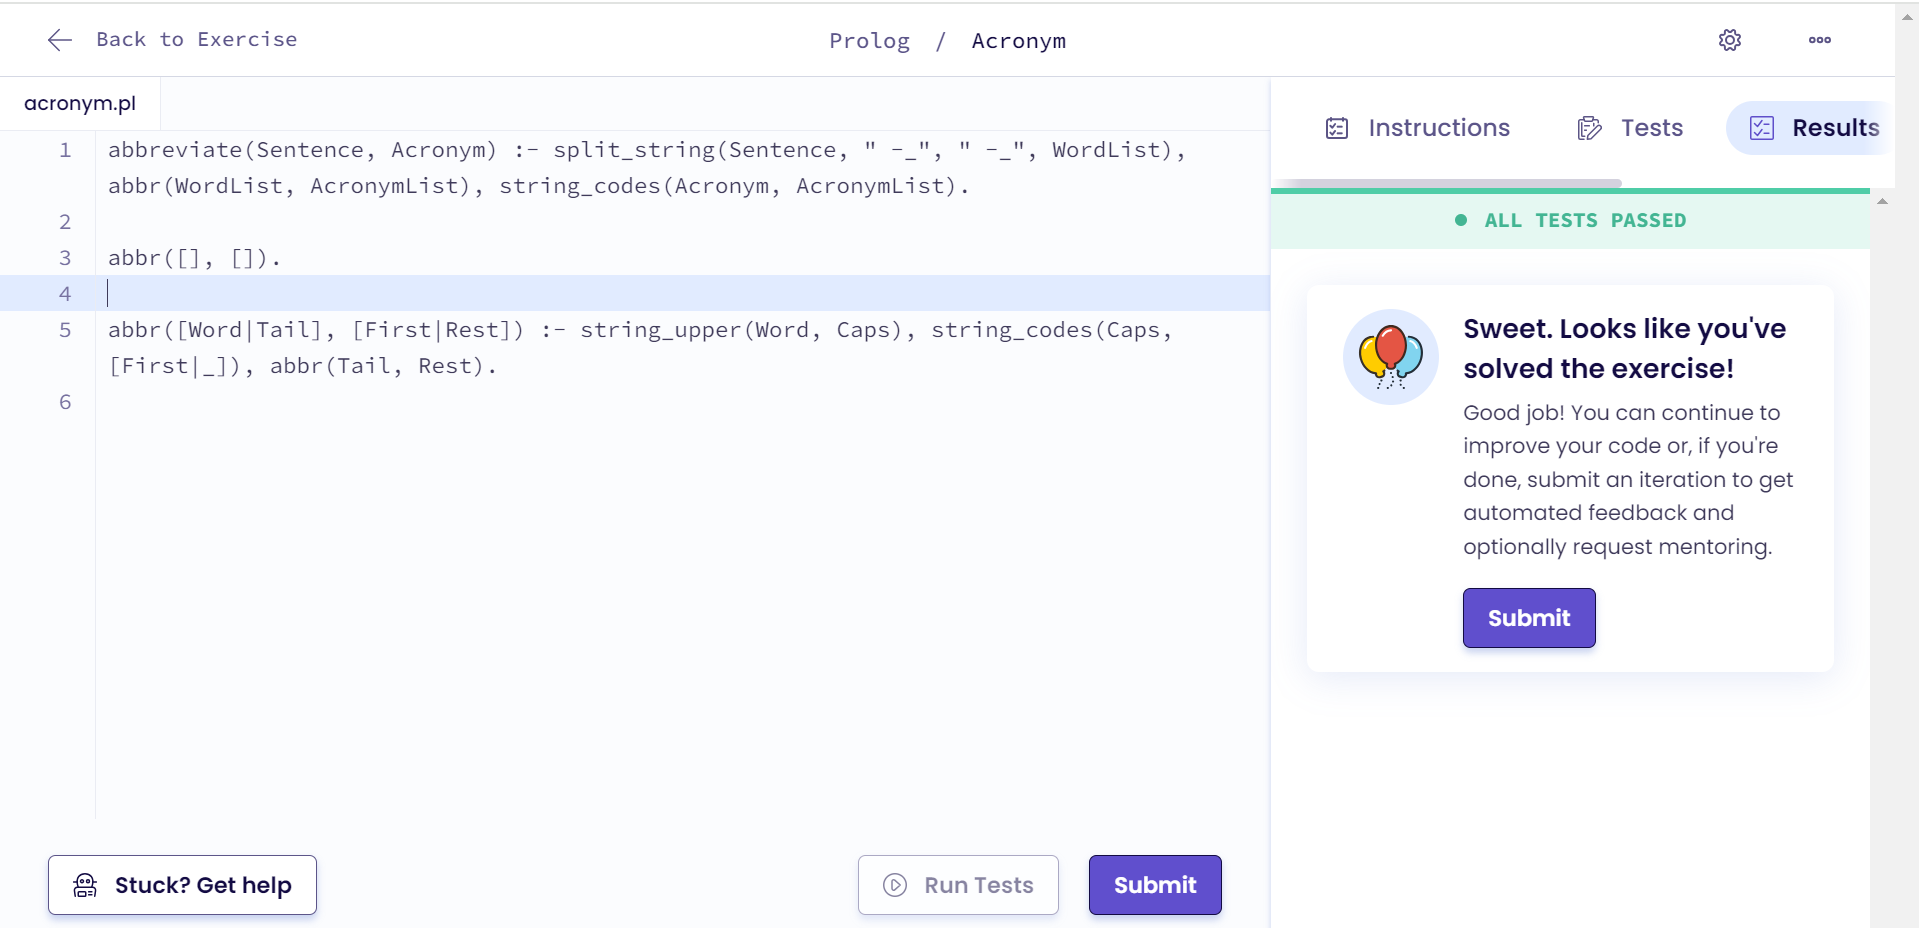 Back to Exercise
Prolog / Acronym
acronym.pl
Instructions
Tests
Results
1 abbreviate(Sentence, Acronym) :- split_string(Sentence, " -_", " -_", WordList),
abbr(WordList, AcronymList), string_codes(Acronym, AcronymList).
2
3 abbr([], []).
4
5 abbr([Word|Tail], [First|Rest]) :- string_upper(Word, Caps), string_codes(Caps,
[First|_]), abbr(Tail, Rest).
6
ALL TESTS PASSED
Sweet. Looks like you've
solved the exercise!
Good job! You can continue to
improve your code or, if you're
done, submit an iteration to get
automated feedback and
optionally request mentoring.
Submit
Stuck? Get help
Run Tests
Submit